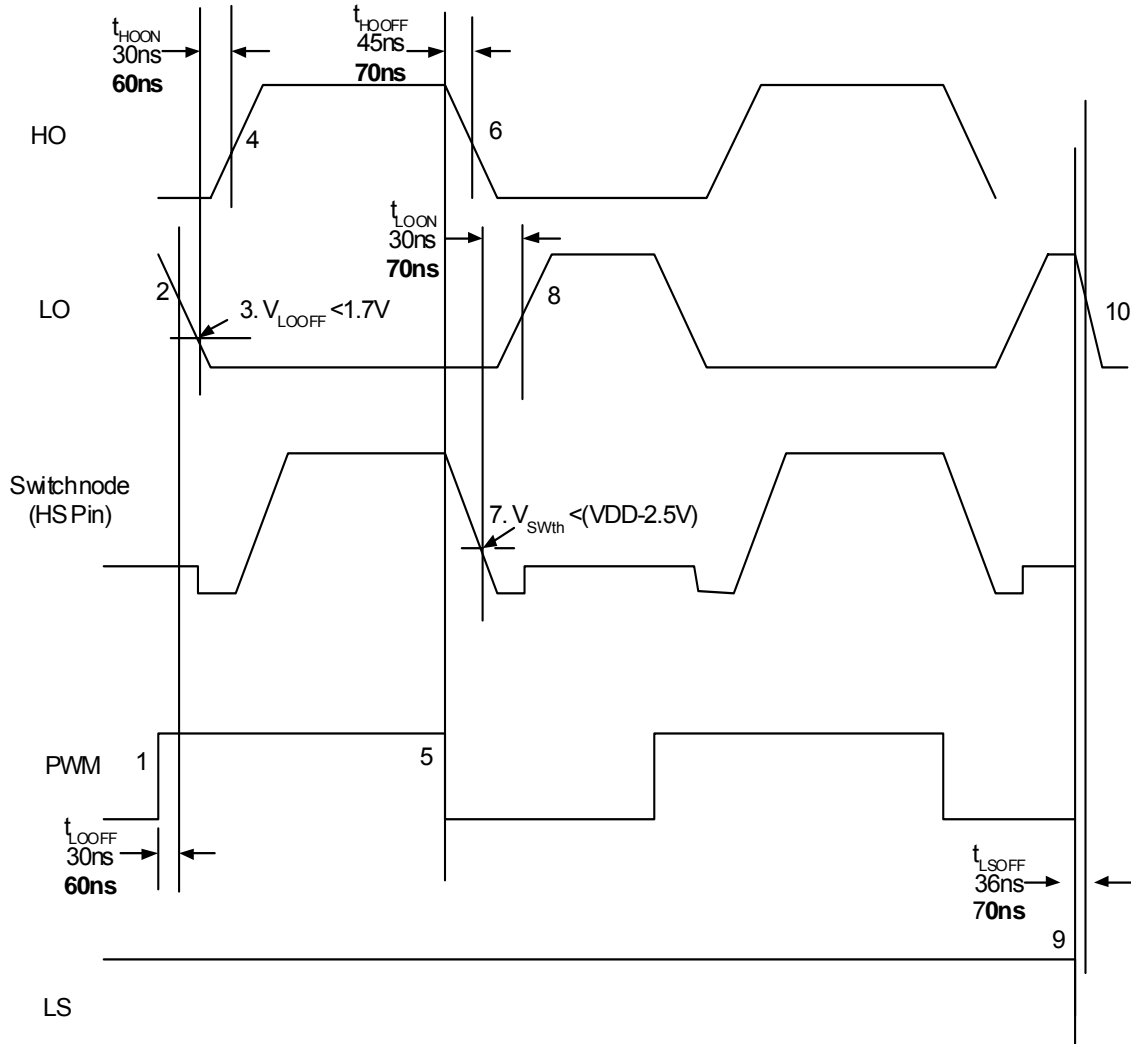 tHOON
30ns
60ns
tHOOFF
45ns
70ns
HO
4
6
tLOON
30ns
70ns
LO
2
3. VLOOFF <1.7V
8
10
Switchnode
(HS Pin)
7. VSWth <(VDD-2.5V)
PWM
1
5
tLOOFF
30ns
60ns
tLSOFF
36ns
70ns
9
LS